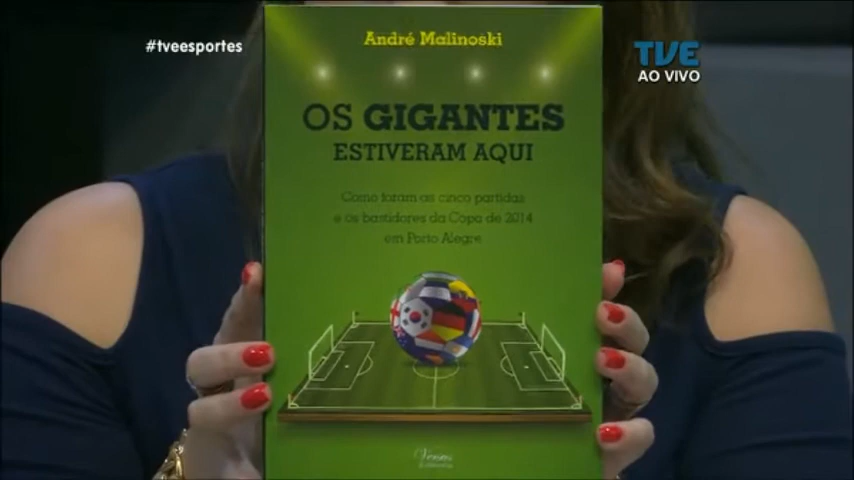 #tveesportes
TVE
AO VIVO
André Malinoski
OS GIGANTES
ESTIVERAM AQUI
Como foram as cinco partidas
e os bastidores da Copa de 2014
em Porto Alegre